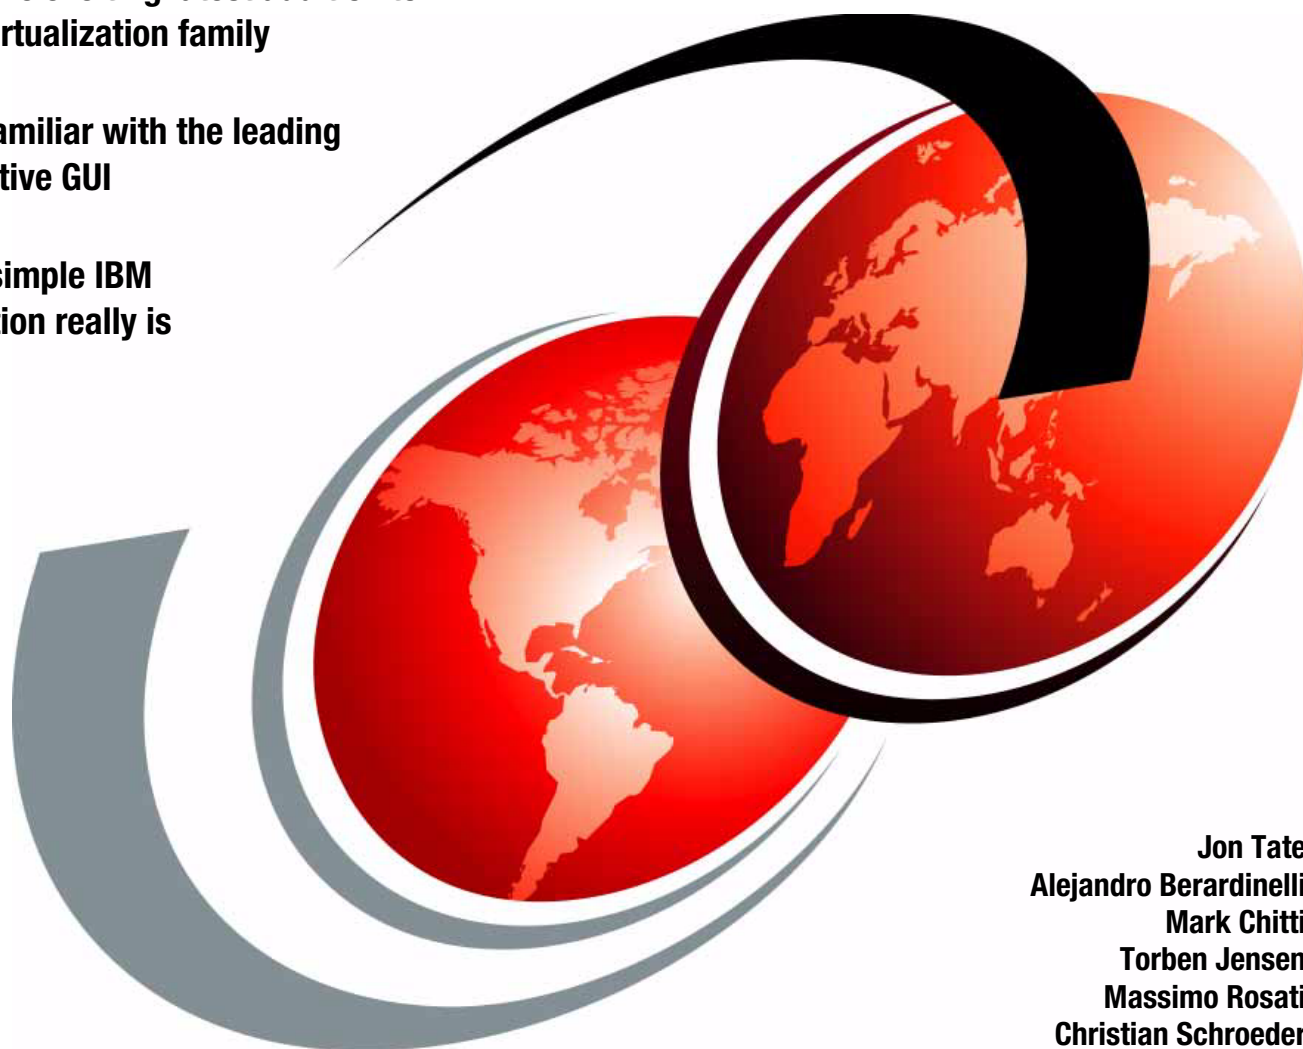 rtualization family
amiliar with the leading
tive GUI
simple IBM
tion really is
Jon Tate
Alejandro Berardinelli
Mark Chitti
Torben Jensen
Massimo Rosati
Christian Schroeder